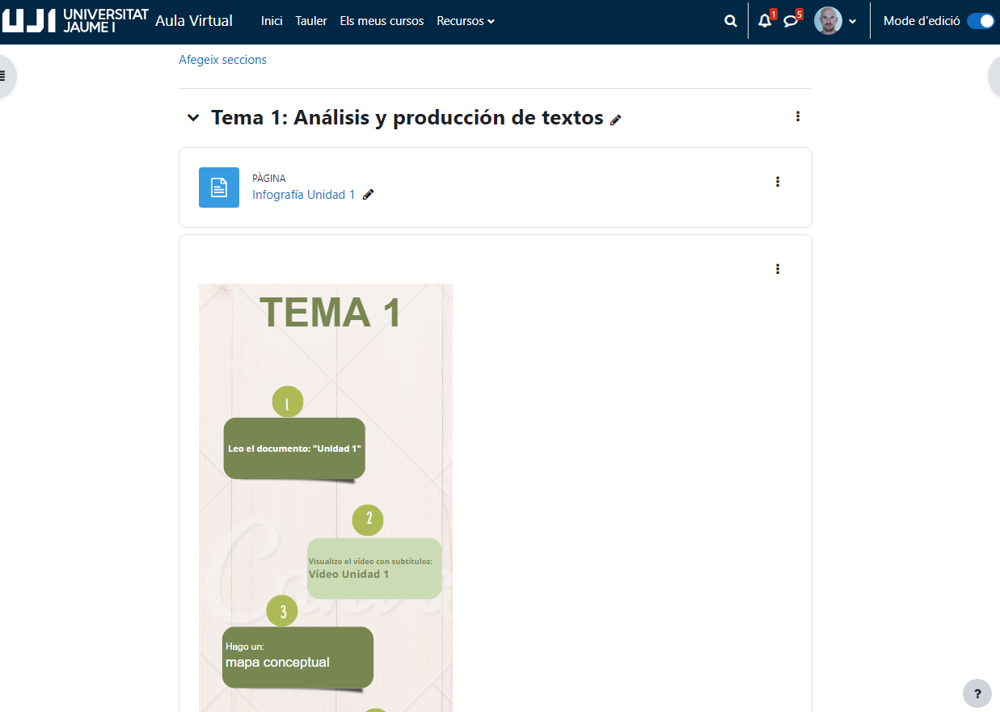 UNIVERSITAT
JAUME I
Aula Virtual
Inici
Tauler
Els meus cursos
Recursos
1
5
Mode d'edició
Afegeix seccions
Tema 1: Análisis y producción de textos
PÀGINA
Infografía Unidad 1
TEMA 1
1
Leo el documento: "Unidad 1"
2
Visualizo el vídeo con subtítulos:
Vídeo Unidad 1
3
Hago un:
mapa conceptual
?